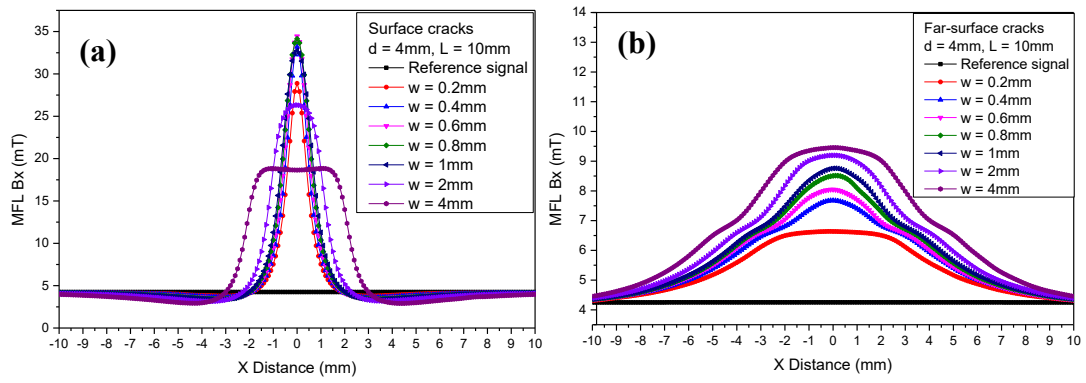 (a)
Surface cracks
d = 4mm, L = 10mm
Reference signal
w = 0.2mm
w = 0.4mm
w = 0.6mm
w = 0.8mm
w = 1mm
w = 2mm
w = 4mm
MFL Bx (mT)
35
30
25
20
15
10
5
0
-10 -9 -8 -7 -6 -5 -4 -3 -2 -1 0 1 2 3 4 5 6 7 8 9 10
X Distance (mm)
(b)
Far-surface cracks
d = 4mm, L = 10mm
Reference signal
w = 0.2mm
w = 0.4mm
w = 0.6mm
w = 0.8mm
w = 1mm
w = 2mm
w = 4mm
MFL Bx (mT)
14
13
12
11
10
9
8
7
6
5
4
-10 -9 -8 -7 -6 -5 -4 -3 -2 -1 0 1 2 3 4 5 6 7 8 9 10
X Distance (mm)